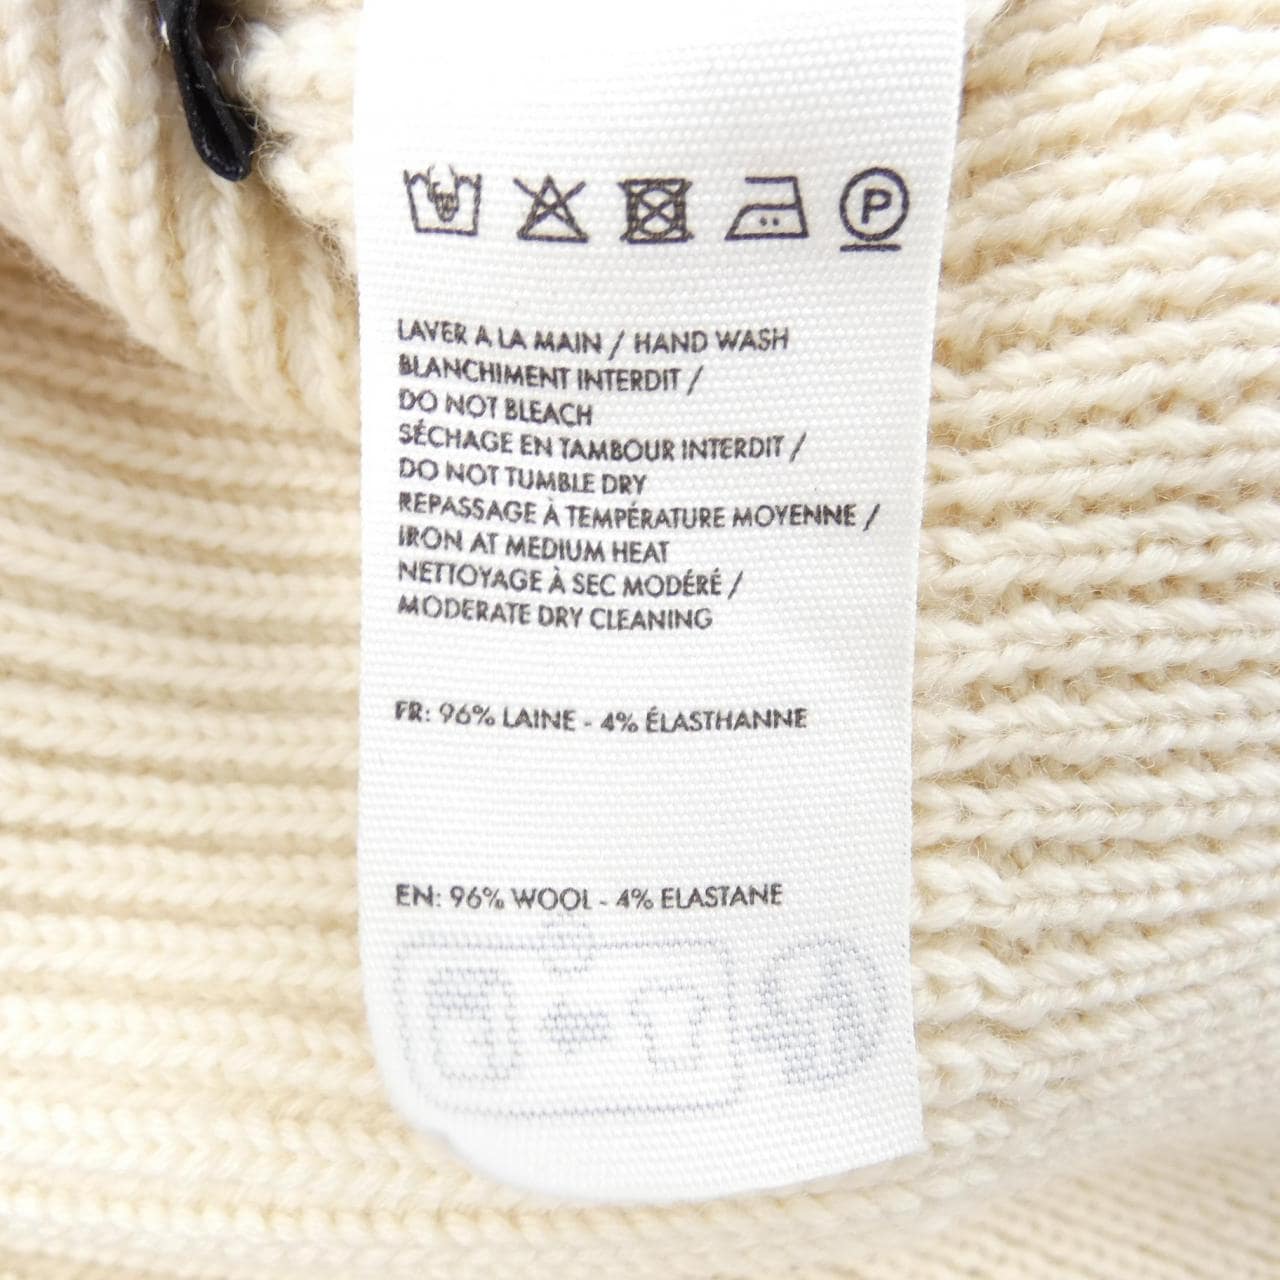 P
LAVER A LA MAIN / HAND WASH
BLANCHIMENT INTERDIT /
DO NOT BLEACH
SÉCHAGE EN TAMBOUR INTERDIT /
DO NOT TUMBLE DRY
REPASSAGE À TEMPÉRATURE MOYENNE /
IRON AT MEDIUM HEAT
NETTOYAGE À SEC MODÉRÉ /
MODERATE DRY CLEANING
FR: 96% LAINE - 4% ÉLASTHANNE
EN: 96% WOOL - 4% ELASTANE